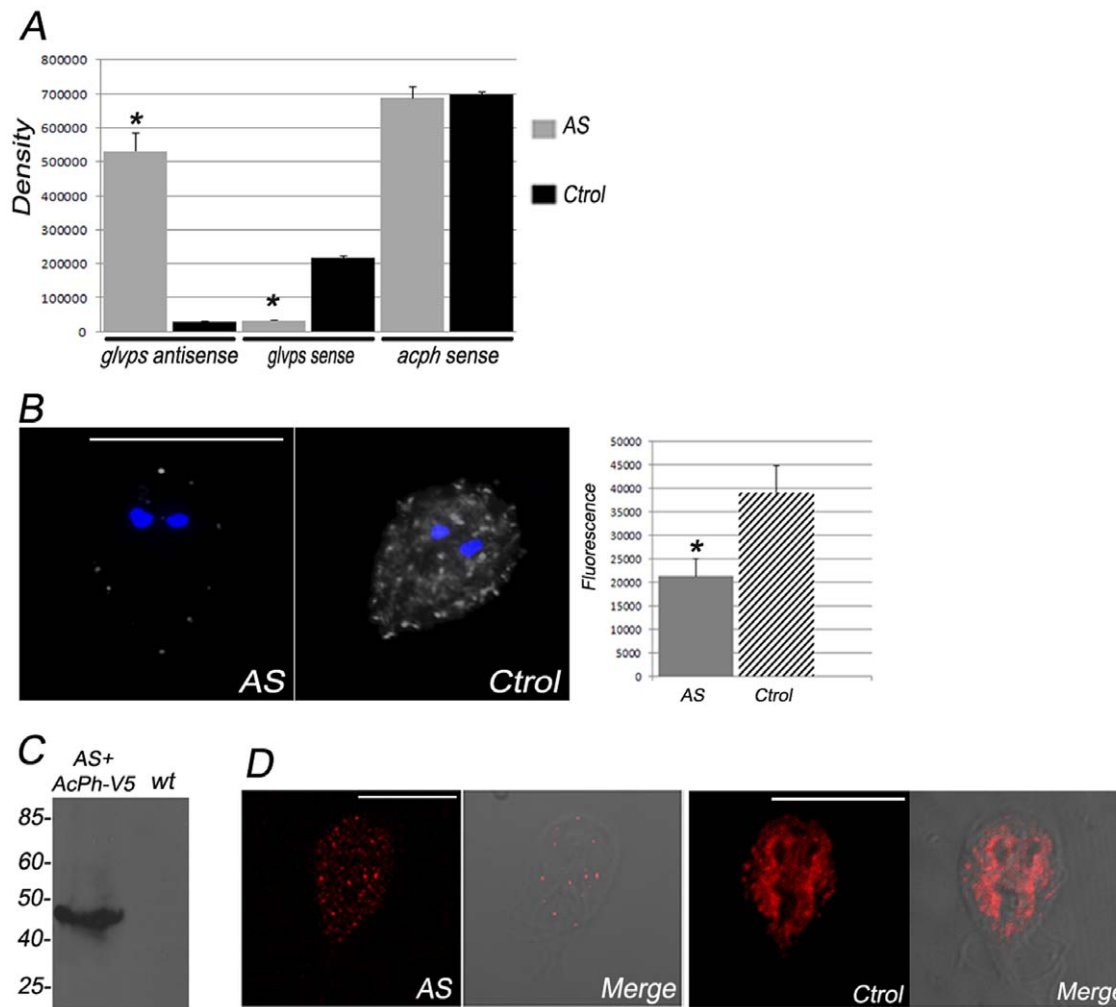 A
800000
700000
600000
500000
400000
300000
200000
100000
0
Density
*
*
glvps antisense
glvps sense
acph sense
AS
Ctrol
B
AS
Ctrol
50000
45000
40000
35000
30000
25000
20000
15000
10000
5000
0
Fluorescence
*
AS
Ctrol
C
AS+
AcPh-V5 wt
85-
60-
50-
40-
25-
D
AS
Merge
Ctrol
Merge